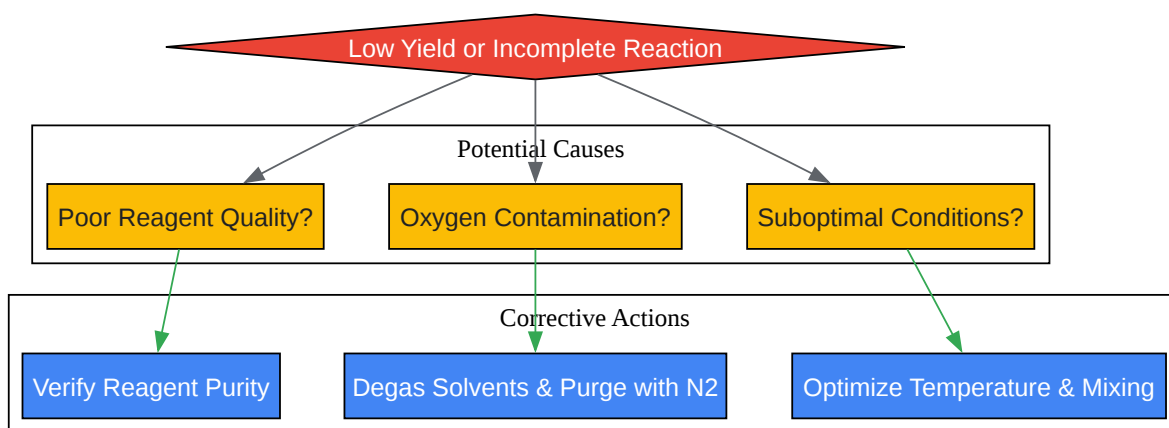 Low Yield or Incomplete Reaction
Potential Causes
Poor Reagent Quality?
Oxygen Contamination?
Suboptimal Conditions?
Corrective Actions
Verify Reagent Purity
Degas Solvents & Purge with N2
Optimize Temperature & Mixing